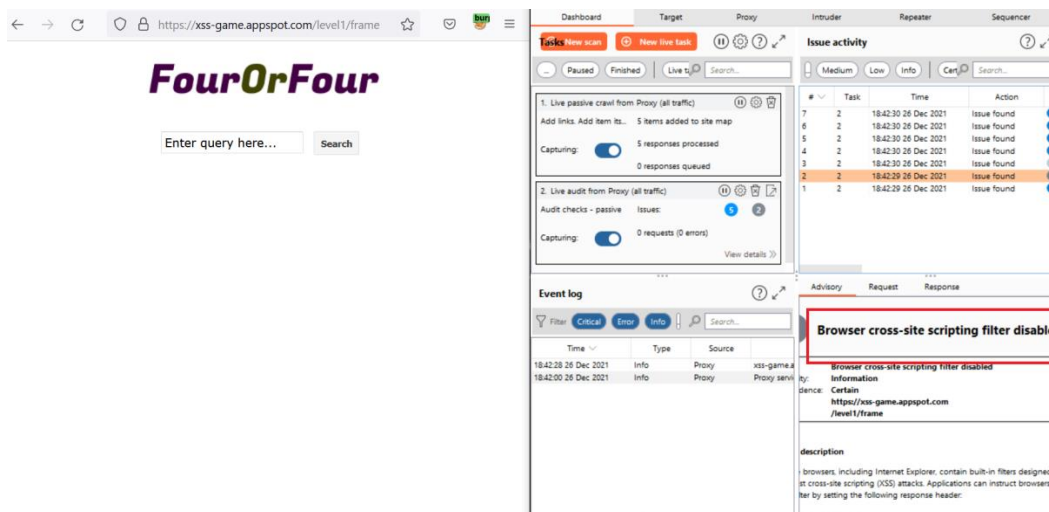 https://xss-game.appspot.com/level1/frame
bur
FourOrFour
Enter query here...
Search
Dashboard
Target
Proxy
Intruder
Repeater
Sequencer
Tasks
New scan
New live task
...
Paused
Finished
Search...
1. Live passive crawl from Proxy (all traffic)
Add links. Add item its...
5 items added to site map
Capturing:
5 responses processed
0 responses queued
2. Live audit from Proxy (all traffic)
Audit checks - passive
Issues:
5
2
Capturing:
0 requests (0 errors)
View details
Event log
Filter
Critical
Error
Info
Search...
Time
Type
Source
18:42:28 26 Dec 2021
Info
Proxy
xss-game.a
18:42:00 26 Dec 2021
Info
Proxy
Proxy servi
Issue activity
Medium
Low
Info
Search...
#
Task
Time
Action
7
2
18:42:30 26 Dec 2021
Issue found
6
2
18:42:30 26 Dec 2021
Issue found
5
2
18:42:30 26 Dec 2021
Issue found
4
2
18:42:30 26 Dec 2021
Issue found
3
2
18:42:30 26 Dec 2021
Issue found
2
2
18:42:29 26 Dec 2021
Issue found
1
2
18:42:29 26 Dec 2021
Issue found
Advisory
Request
Response
Browser cross-site scripting filter disable
Browser cross-site scripting filter disabled
ity:
Information
dence:
Certain
https://xss-game.appspot.com
/level1/frame
description
browsers, including Internet Explorer, contain built-in filters designed
st cross-site scripting (XSS) attacks. Applications can instruct browsers
ter by setting the following response header: